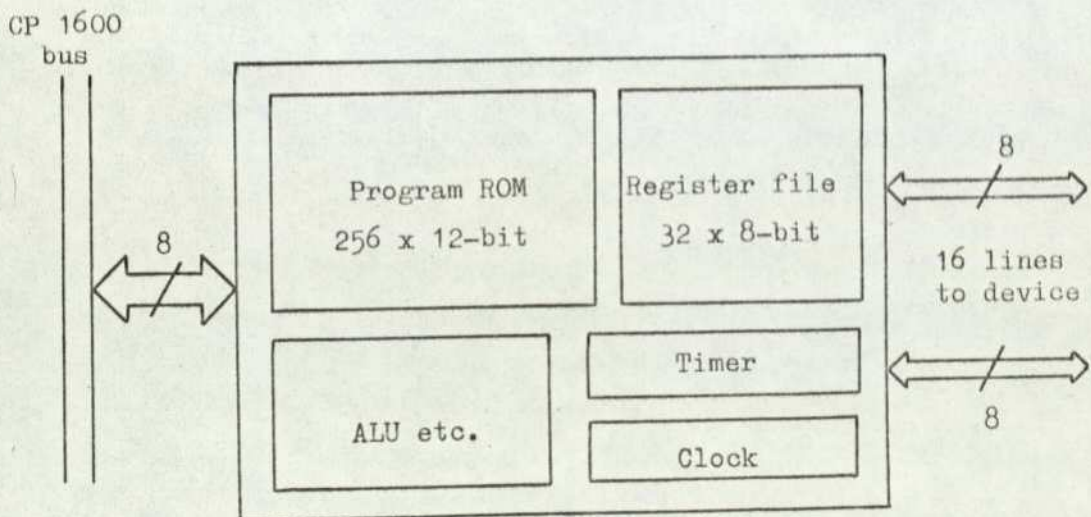 CP 1600
bus
8
Program ROM
256 x 12-bit
Register file
32 x 8-bit
8
16 lines
to device
ALU etc.
Timer
Clock
8